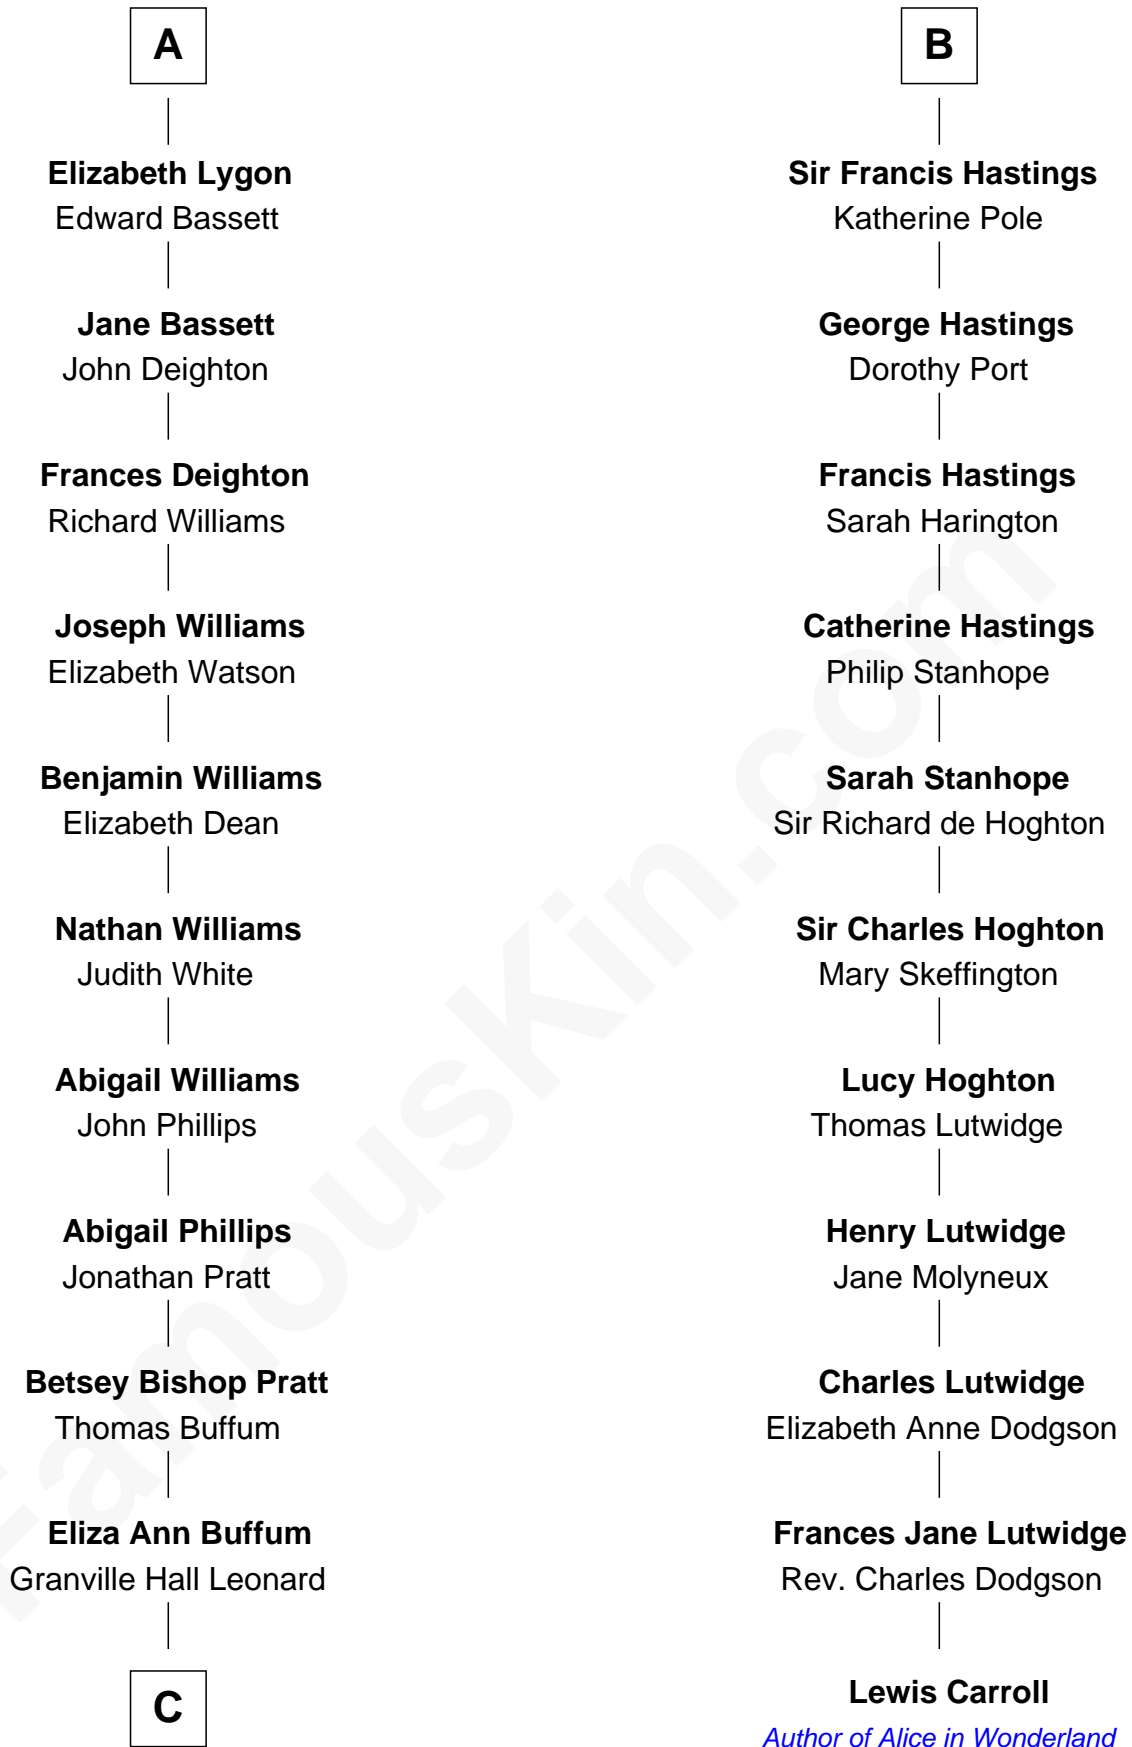 A
Elizabeth Lygon
Edward Bassett
Jane Bassett
John Deighton
Frances Deighton
Richard Williams
Joseph Williams
Elizabeth Watson
Benjamin Williams
Elizabeth Dean
Nathan Williams
Judith White
Abigail Williams
John Phillips
Abigail Phillips
Jonathan Pratt
Betsey Bishop Pratt
Thomas Buffum
Eliza Ann Buffum
Granville Hall Leonard
C
B
Sir Francis Hastings
Katherine Pole
George Hastings
Dorothy Port
Francis Hastings
Sarah Harington
Catherine Hastings
Philip Stanhope
Sarah Stanhope
Sir Richard de Hoghton
Sir Charles Hoghton
Mary Skeffington
Lucy Hoghton
Thomas Lutwidge
Henry Lutwidge
Jane Molyneux
Charles Lutwidge
Elizabeth Anne Dodgson
Frances Jane Lutwidge
Rev. Charles Dodgson
Lewis Carroll
Author of Alice in Wonderland
FamousKin.com